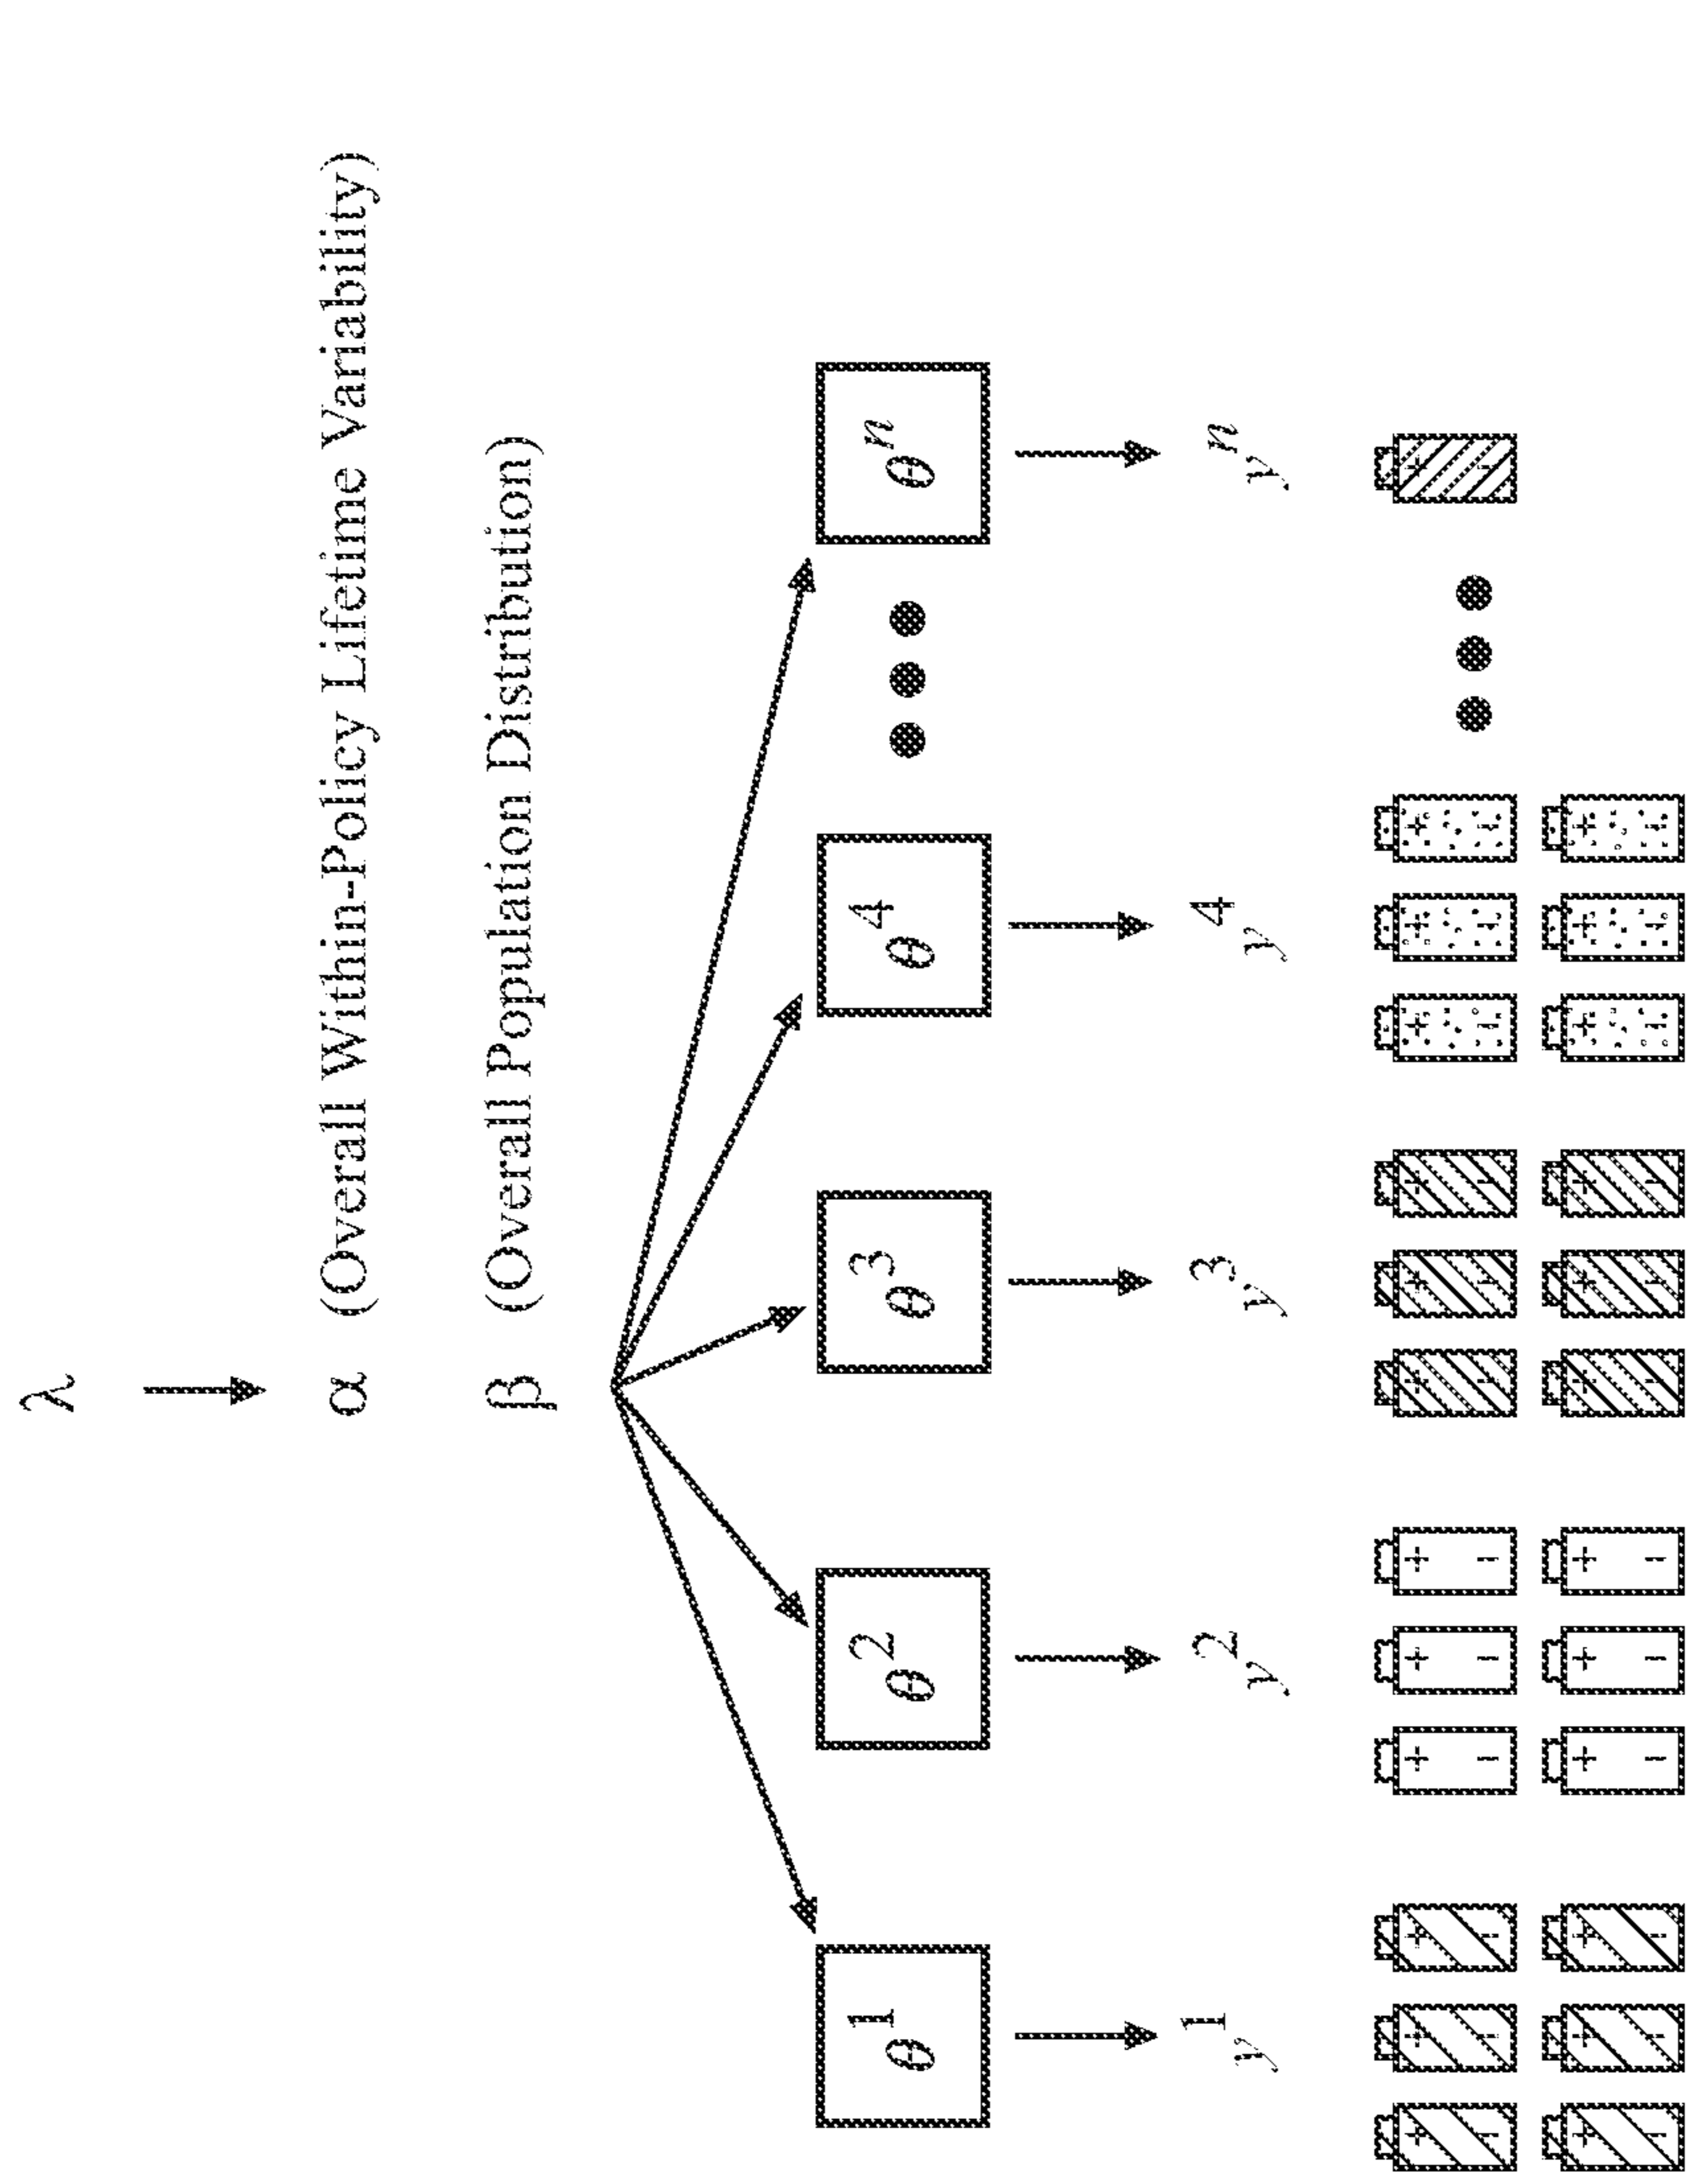 λ
α (Overall Within-Policy Lifetime Variability)
β (Overall Population Distribution)
θ¹ θ² θ³ θ⁴ θⁿ
y¹ y² y³ y⁴ yⁿ
+ + + + + + + + + + + + +
− − − − − − − − − − − − −
+ + + + + + + + + + + +
− − − − − − − − − − − −